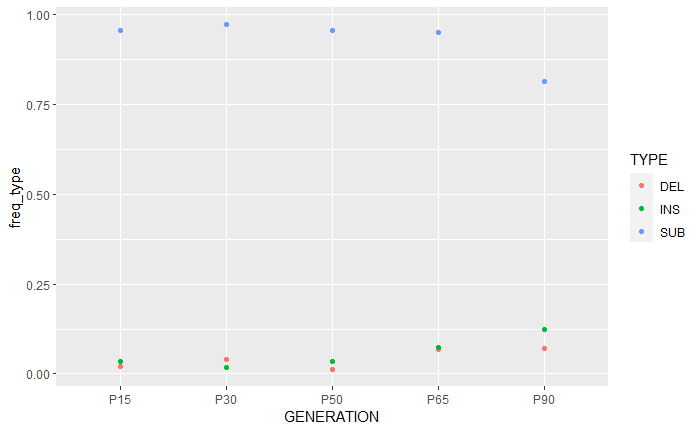 1.00
0.75
0.50
0.25
0.00
freq_type
P15 P30 P50 P65 P90
GENERATION
TYPE
DEL
INS
SUB